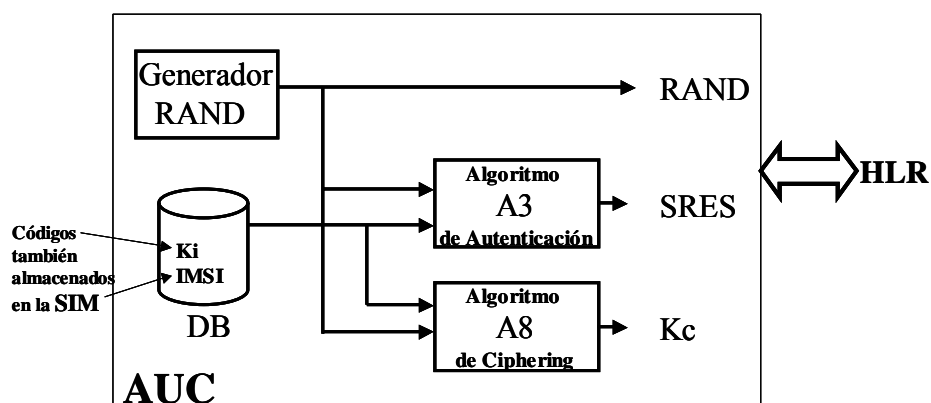 Generador
RAND
RAND
Algoritmo
A3
de Autenticación
SRES
HLR
Códigos
también
almacenados
en la SIM
Ki
IMSI
DB
Algoritmo
A8
de Ciphering
Kc
AUC